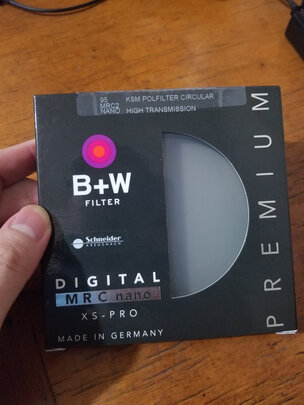 95 KSM POLFILTER CIRCULAR
MRC2
NANO HIGH TRANSMISSION
B+W
FILTER
Schneider
KREUZNACH
DIGITAL
MRC nano
XS-PRO
MADE IN GERMANY
PREMIUM